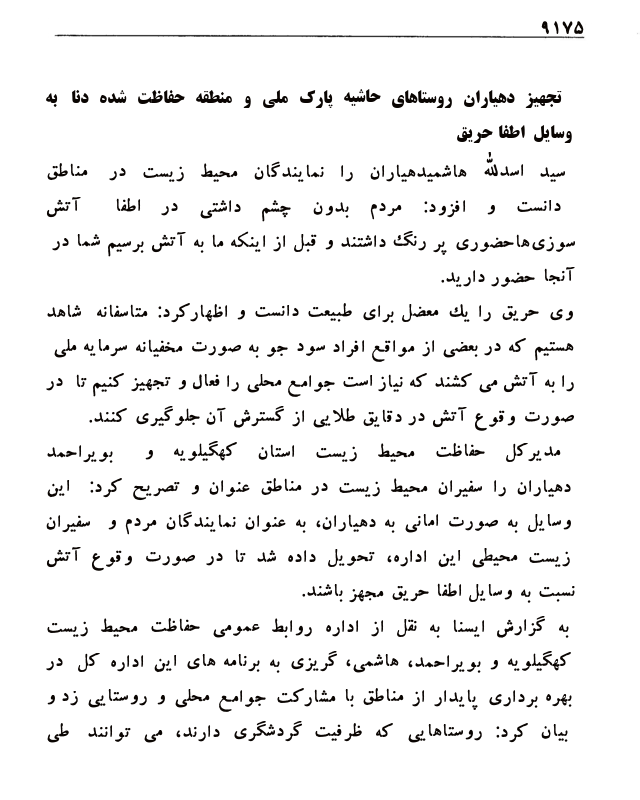 ۹۱۷۵
تجهیز دهیاران روستاهای حاشیه پارک ملی و منطقه حفاظت شده دنا به
وسایل اطفا حریق
سید اسدلله هاشمیدهیاران را نمایندگان محیط زیست در مناطق
دانست و افزود: مردم بدون چشم داشتی در اطفا آتش
سوزی‌هاحضوری پر رنگ داشتند و قبل از اینکه ما به آتش برسیم شما در
آنجا حضور دارید.
وی حریق را یك معضل برای طبیعت دانست و اظهارکرد: متاسفانه شاهد
هستیم که در بعضی از مواقع افراد سود جو به صورت مخفیانه سرمایه ملی
را به آتش می کشند که نیاز است جوامع محلی را فعال و تجهیز کنیم تا در
صورت وقوع آتش در دقایق طلایی از گسترش آن جلوگیری کنند.
مدیرکل حفاظت محیط زیست استان کهگیلویه و بویراحمد
دهیاران را سفیران محیط زیست در مناطق عنوان و تصریح کرد: این
وسایل به صورت امانی به دهیاران، به عنوان نمایندگان مردم و سفیران
زیست محیطی این اداره، تحویل داده شد تا در صورت وقوع آتش
نسبت به وسایل اطفا حریق مجهز باشند.
به گزارش ایسنا به نقل از اداره روابط عمومی حفاظت محیط زیست
کهگیلویه و بویراحمد، هاشمی، گریزی به برنامه های این اداره کل در
بهره برداری پایدار از مناطق با مشارکت جوامع محلی و روستایی زد و
بیان کرد: روستاهایی که ظرفیت گردشگری دارند، می توانند طی